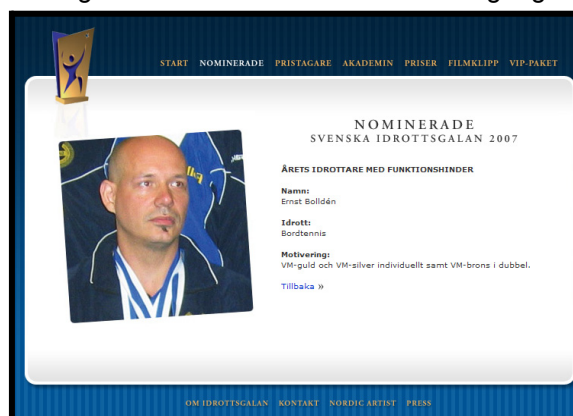 START NOMINERADE PRISTAGARE AKADEMIN PRISER FILMKLIPP VIP-PAKET
NOMINERADE
SVENSKA IDROTTSGALAN 2007
ÅRETS IDROTTARE MED FUNKTIONSHINDER
Namn:
Ernst Bolldén
Idrott:
Bordtennis
Motivering:
VM-guld och VM-silver individuellt samt VM-brons i dubbel.
Tillbaka »
OM IDROTTSGALAN KONTAKT NORDIC ARTIST PRESS